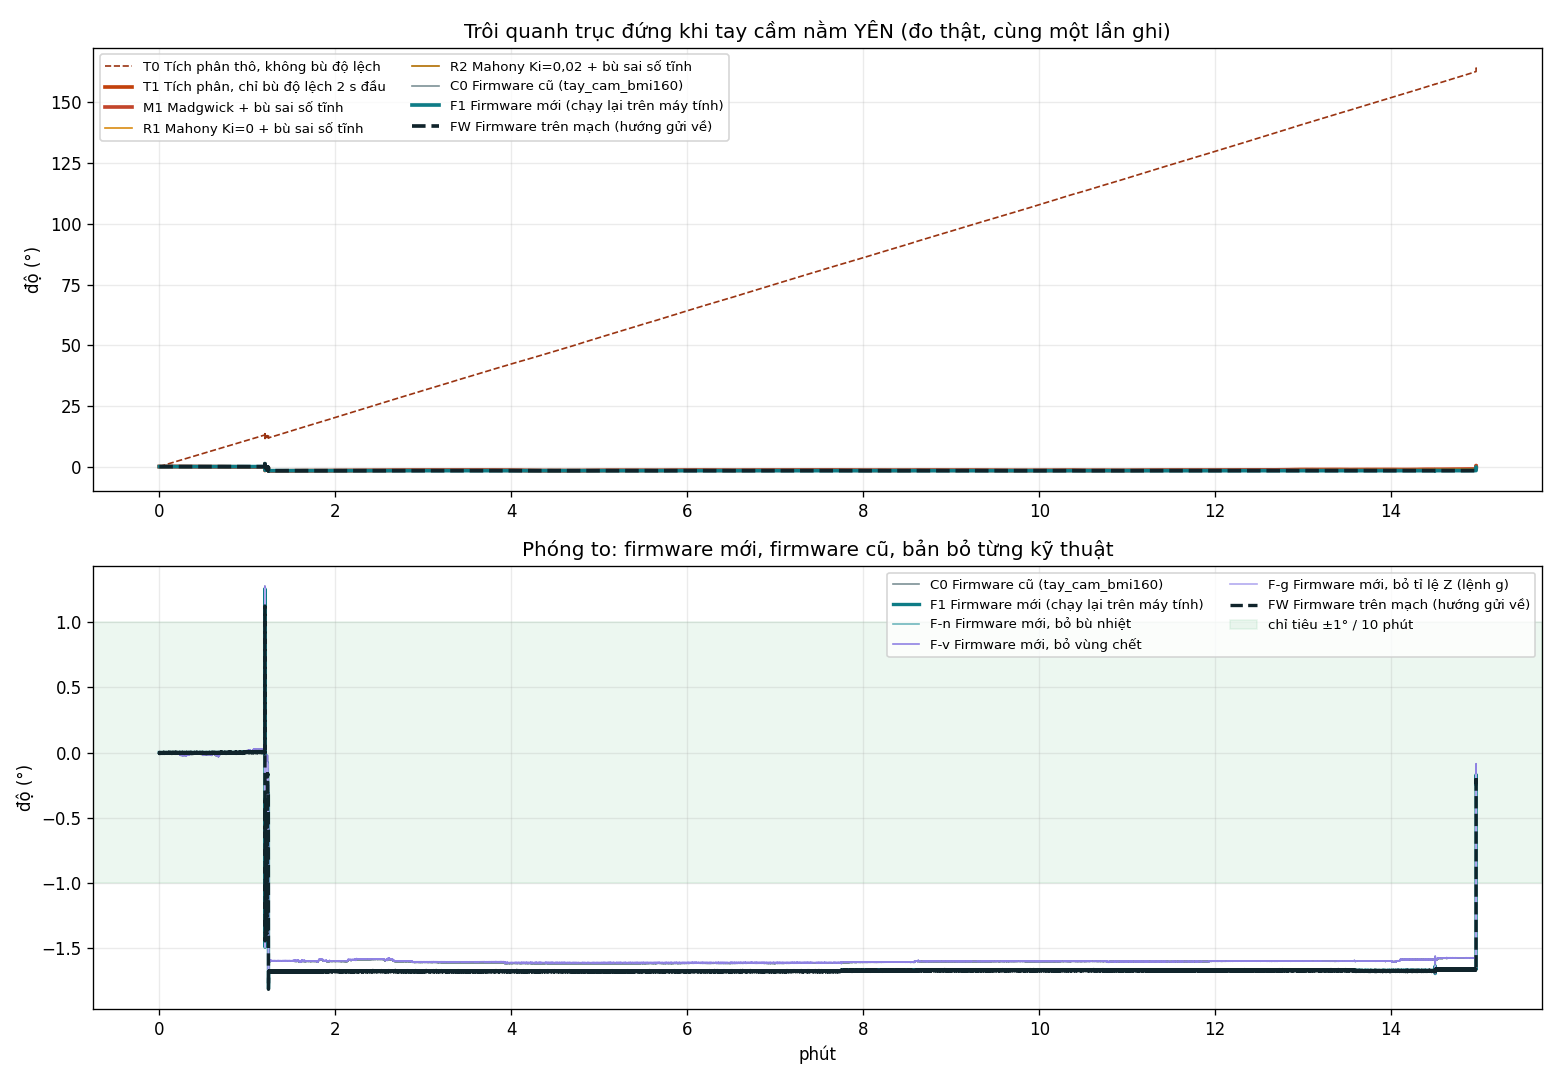 Trôi quanh trục đứng khi tay cầm nằm YÊN (đo thật, cùng một lần ghi)
T0 Tích phân thô, không bù độ lệch
T1 Tích phân, chỉ bù độ lệch 2 s đầu
M1 Madgwick + bù sai số tĩnh
R1 Mahony Ki=0 + bù sai số tĩnh
R2 Mahony Ki=0,02 + bù sai số tĩnh
C0 Firmware cũ (tay_cam_bmi160)
F1 Firmware mới (chạy lại trên máy tính)
FW Firmware trên mạch (hướng gửi về)
độ (°)
150
125
100
75
50
25
0
0 2 4 6 8 10 12 14
Phóng to: firmware mới, firmware cũ, bản bỏ từng kỹ thuật
C0 Firmware cũ (tay_cam_bmi160)
F1 Firmware mới (chạy lại trên máy tính)
F-n Firmware mới, bỏ bù nhiệt
F-v Firmware mới, bỏ vùng chết
F-g Firmware mới, bỏ tỉ lệ Z (lệnh g)
FW Firmware trên mạch (hướng gửi về)
chỉ tiêu ±1° / 10 phút
độ (°)
1.0
0.5
0.0
−0.5
−1.0
−1.5
0 2 4 6 8 10 12 14
phút